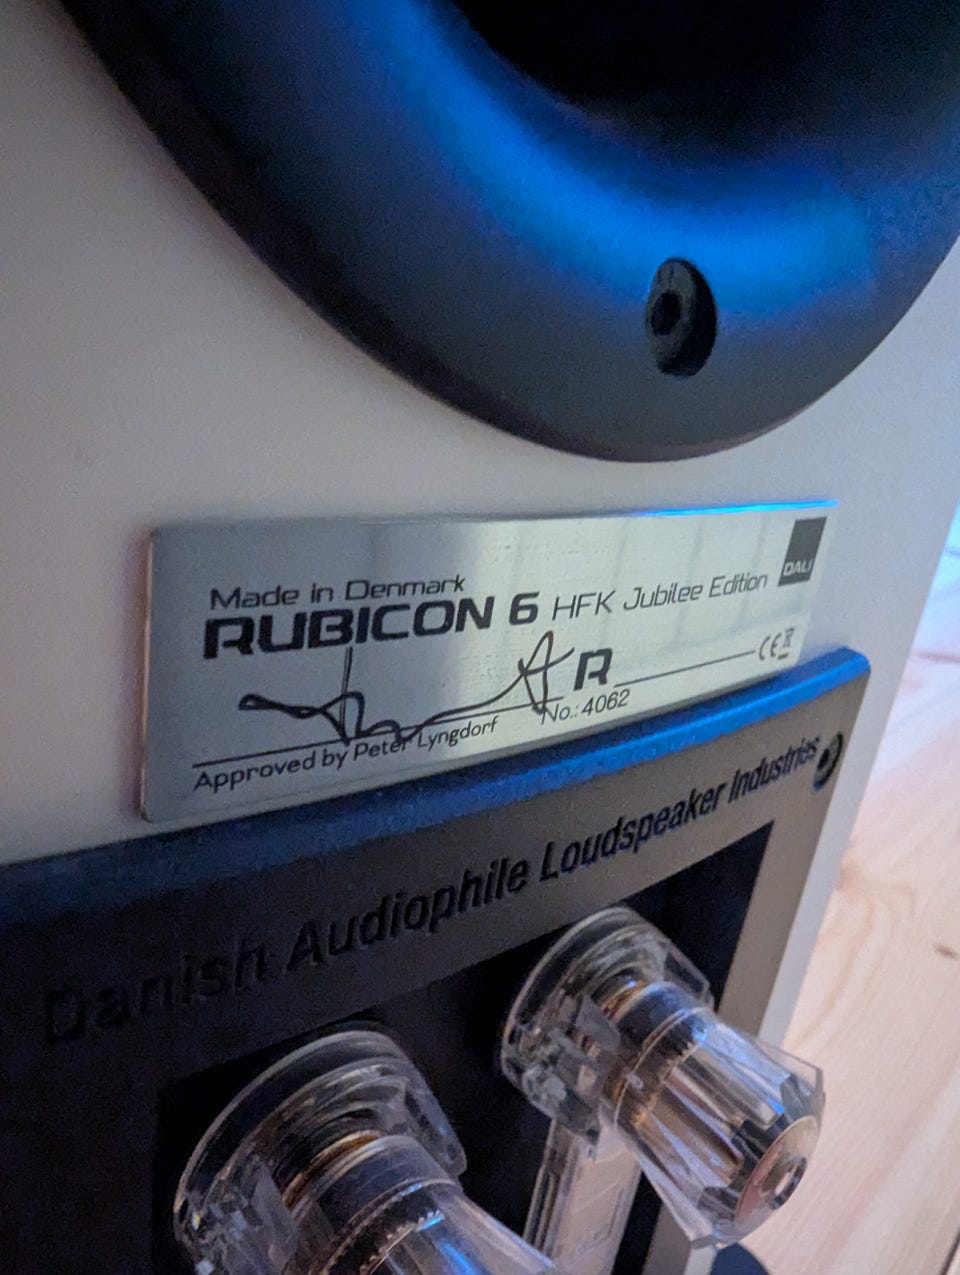 Made in Denmark
RUBICON 6 HFK Jubilee Edition
DALI
R
CE
Approved by Peter Lyngdorf No.: 4062
Danish Audiophile Loudspeaker Industries